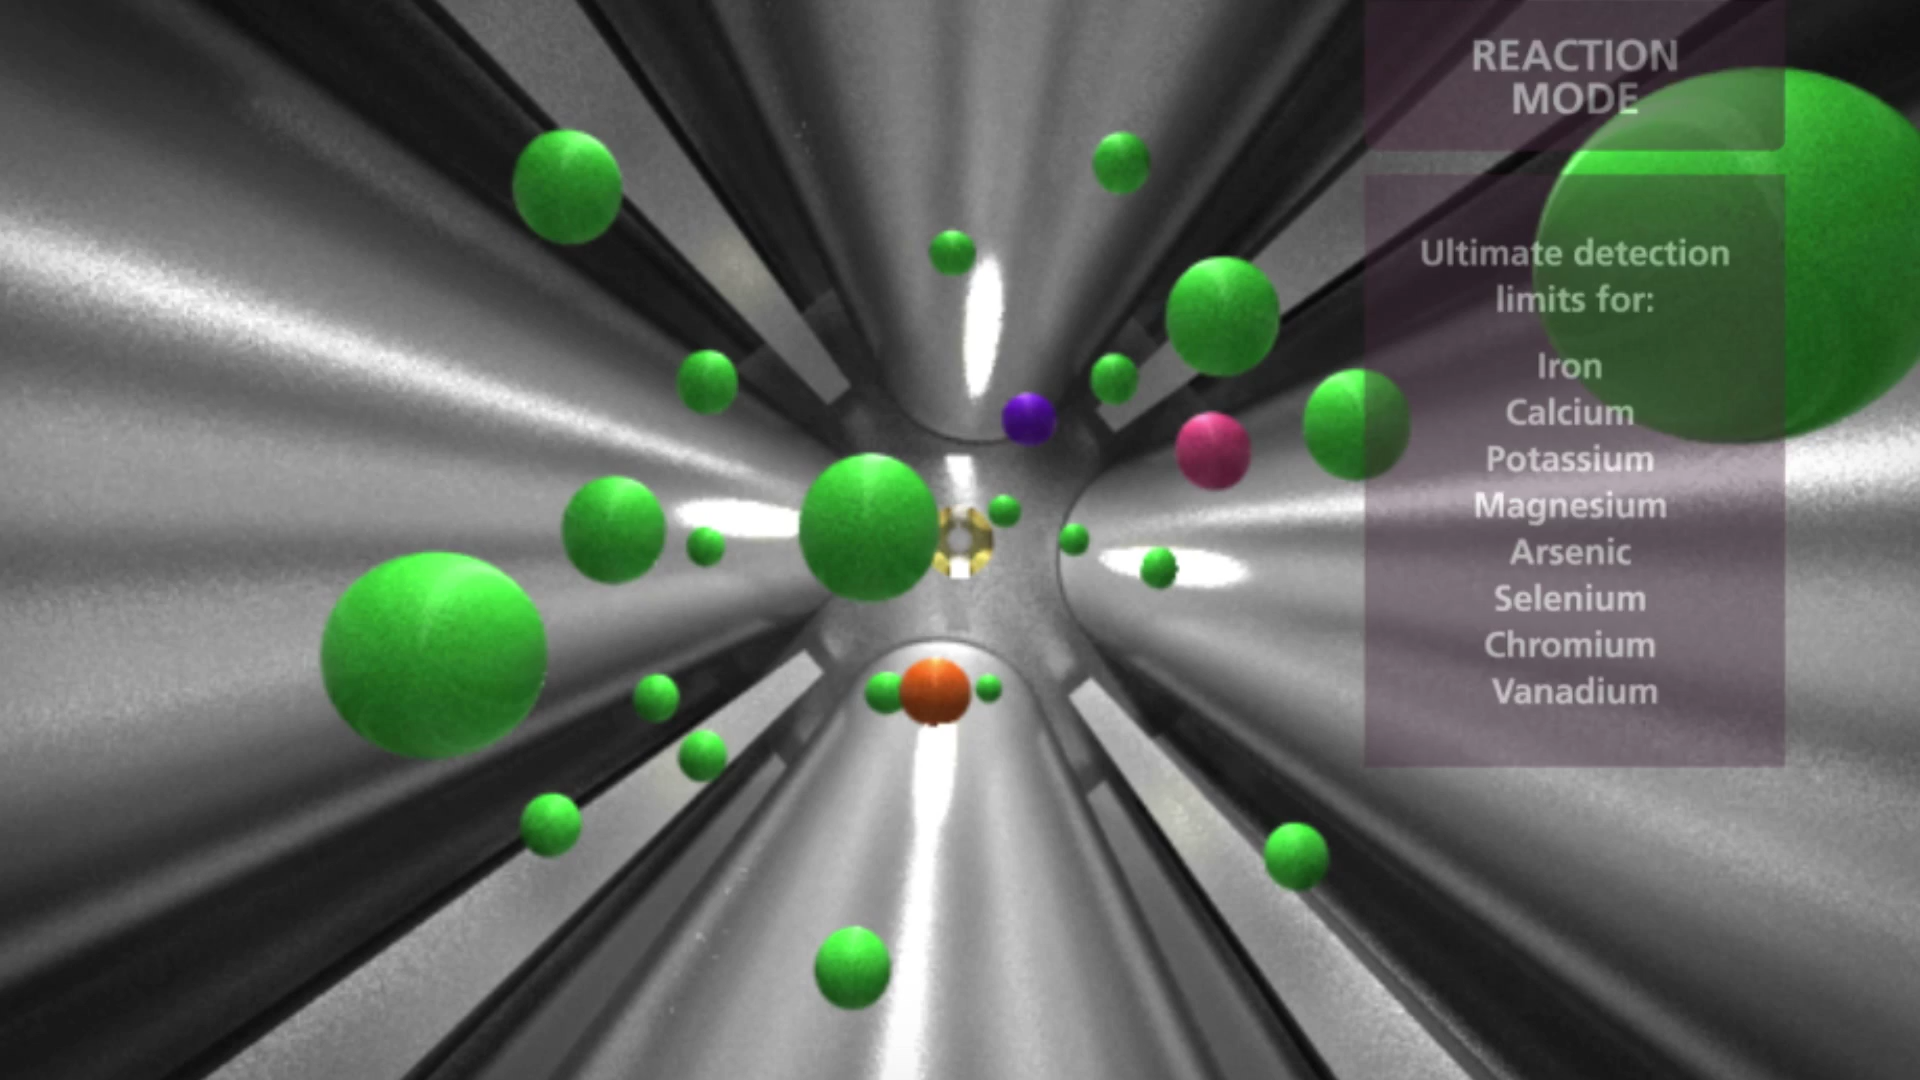 REACTION
MODE
Ultimate detection
limits for:
Iron
Calcium
Potassium
Magnesium
Arsenic
Selenium
Chromium
Vanadium